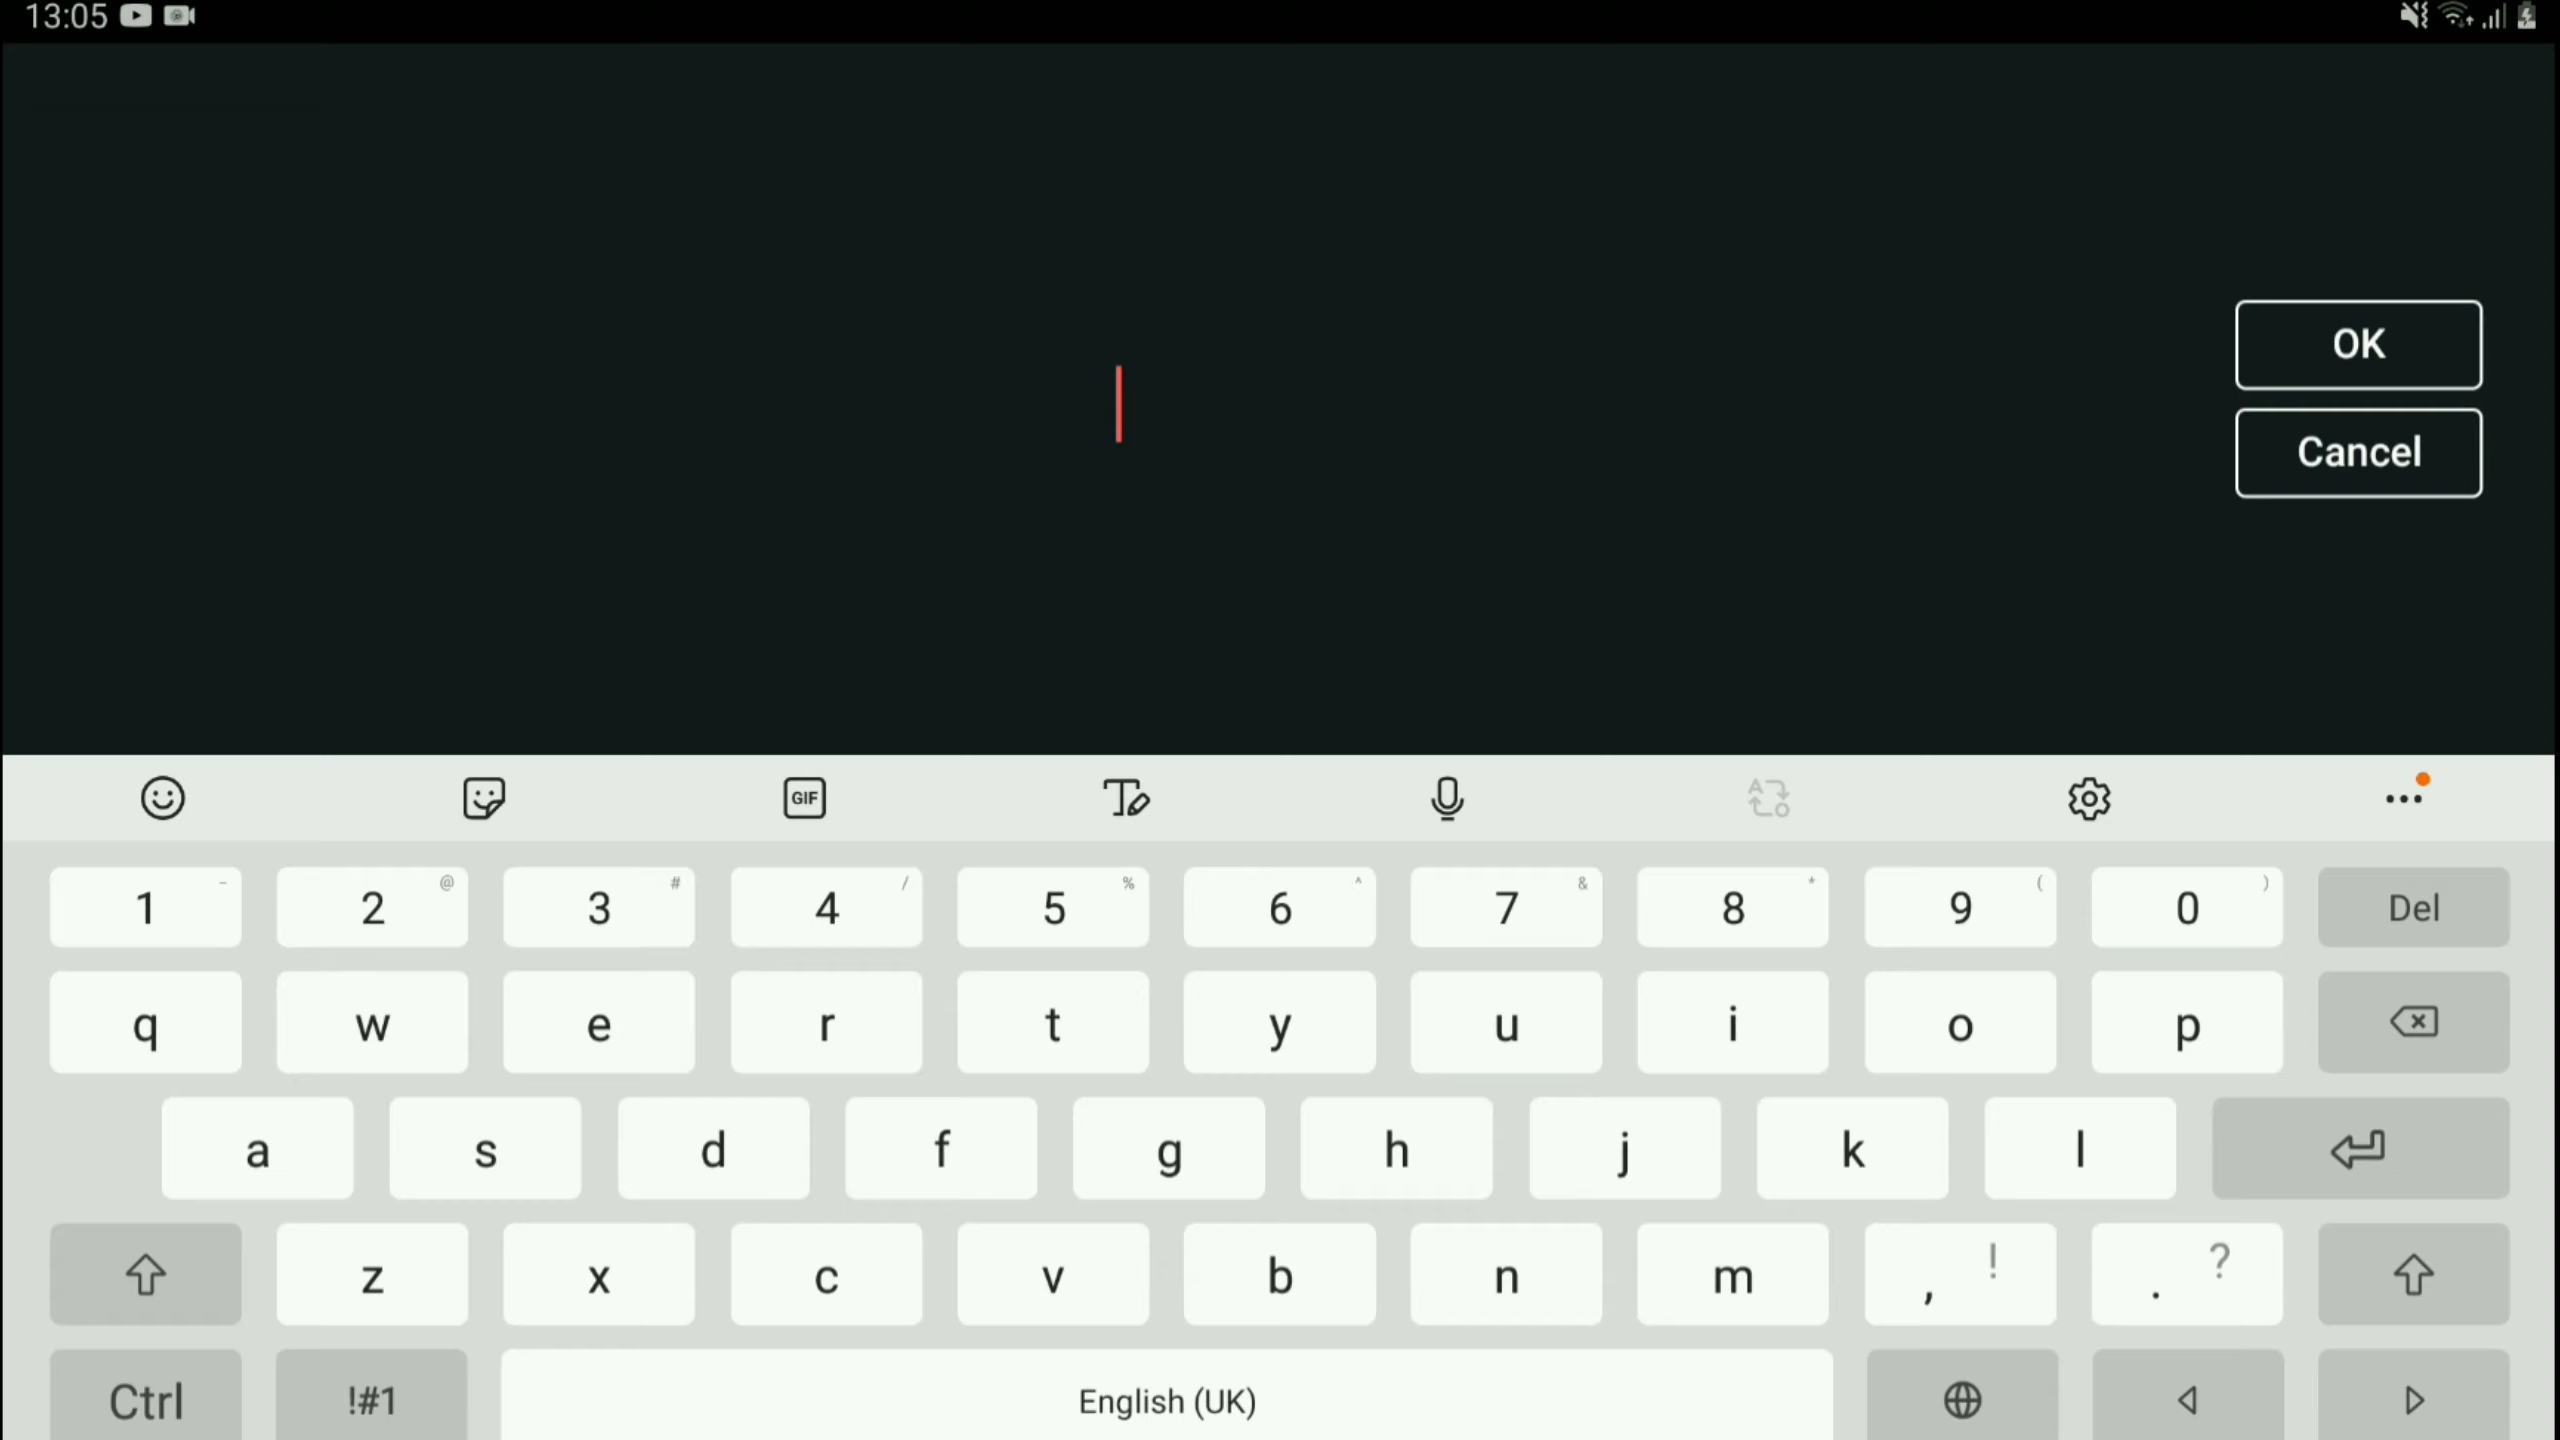 13:05
OK
Cancel
GIF
A
1 - 2 @ 3 # 4 / 5 % 6 ^ 7 & 8 * 9 ( 0 ) Del
q w e r t y u i o p
a s d f g h j k l
z x c v b n m , ! . ?
Ctrl !#1 English (UK)